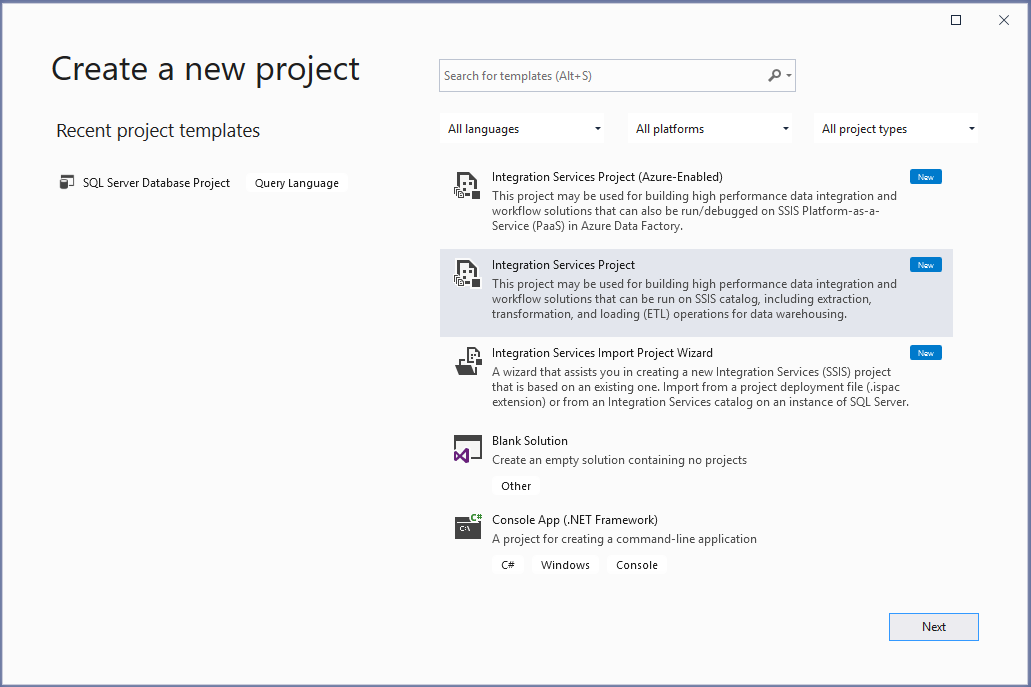 Create a new project
Search for templates (Alt+S)
Recent project templates
All languages
All platforms
All project types
SQL Server Database Project
Query Language
Integration Services Project (Azure-Enabled)
New
This project may be used for building high performance data integration and
workflow solutions that can also be run/debugged on SSIS Platform-as-a-
Service (PaaS) in Azure Data Factory.
Integration Services Project
New
This project may be used for building high performance data integration and
workflow solutions that can be run on SSIS catalog, including extraction,
transformation, and loading (ETL) operations for data warehousing.
Integration Services Import Project Wizard
New
A wizard that assists you in creating a new Integration Services (SSIS) project
that is based on an existing one. Import from a project deployment file (.ispac
extension) or from an Integration Services catalog on an instance of SQL Server.
Blank Solution
Create an empty solution containing no projects
Other
C#
C:\
Console App (.NET Framework)
A project for creating a command-line application
C#
Windows
Console
Next